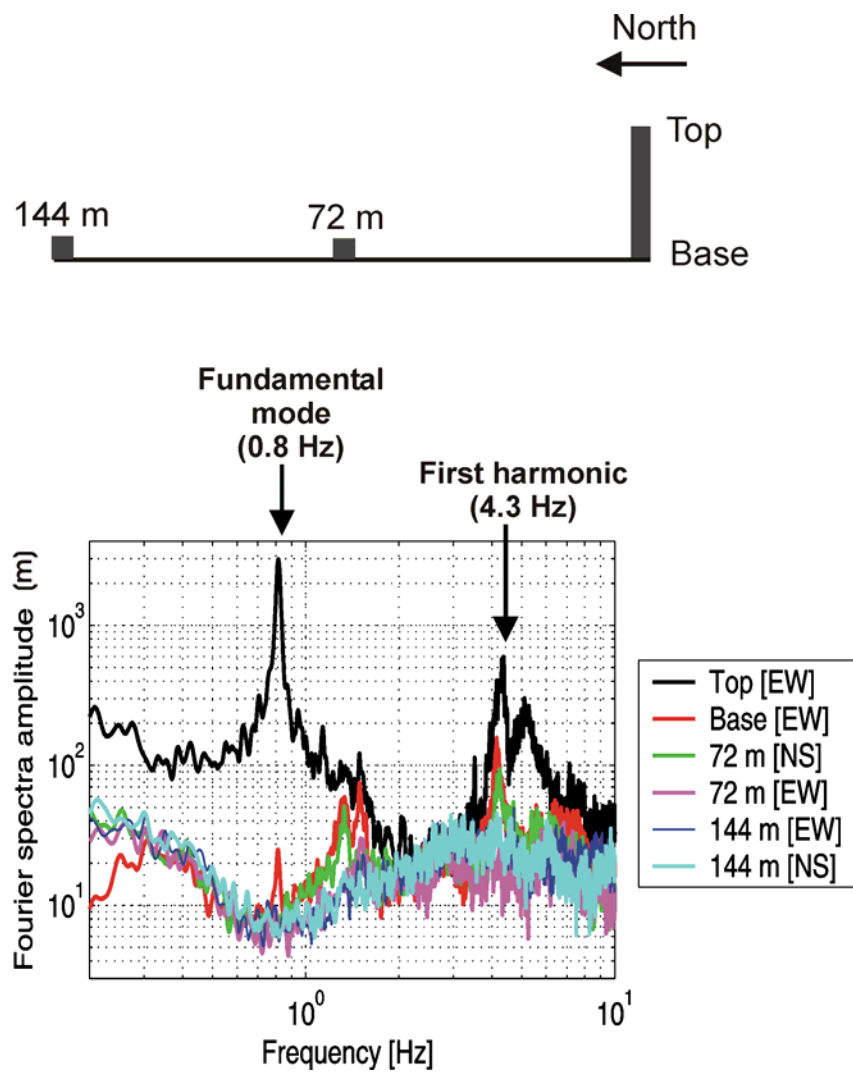 North
Top
144 m
72 m
Base
Fundamental
mode
(0.8 Hz)
First harmonic
(4.3 Hz)
Fourier spectra amplitude (m)
10³
10²
10¹
10⁰
10¹
Frequency [Hz]
Top [EW]
Base [EW]
72 m [NS]
72 m [EW]
144 m [EW]
144 m [NS]